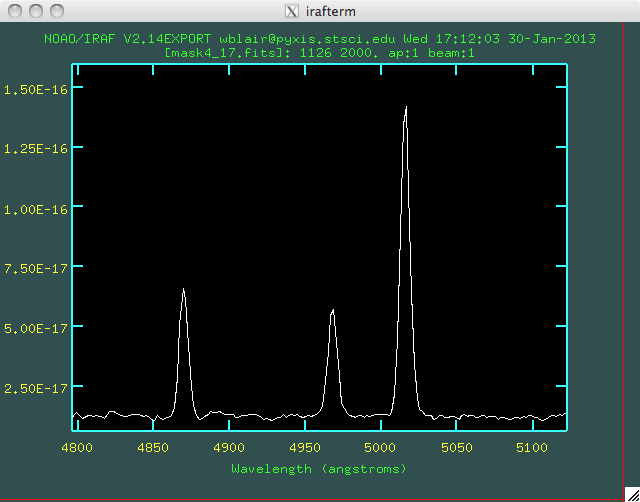 irafterm
NOAO/IRAF V2.14EXPORT wblair@pyxis.stsci.edu Wed 17:12:03 30-Jan-2013
[mask4_17.fits]: 1126 2000. ap:1 beam:1
1.50E-16
1.25E-16
1.00E-16
7.50E-17
5.00E-17
2.50E-17
4800 4850 4900 4950 5000 5050 5100
Wavelength (angstroms)